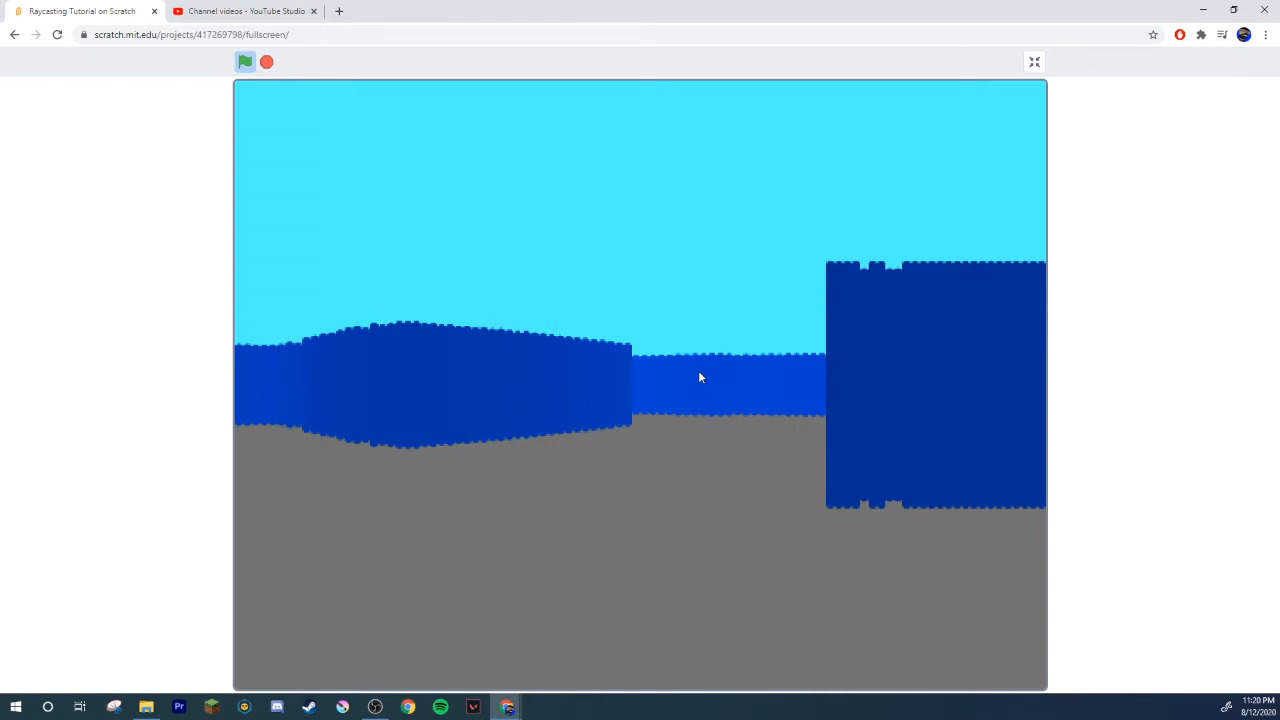 Raycasting Tutorial on Scratch
Channel videos - YouTube Studio
scratch.mit.edu/projects/417269798/fullscreen/
Pr
11:20 PM
8/12/2020